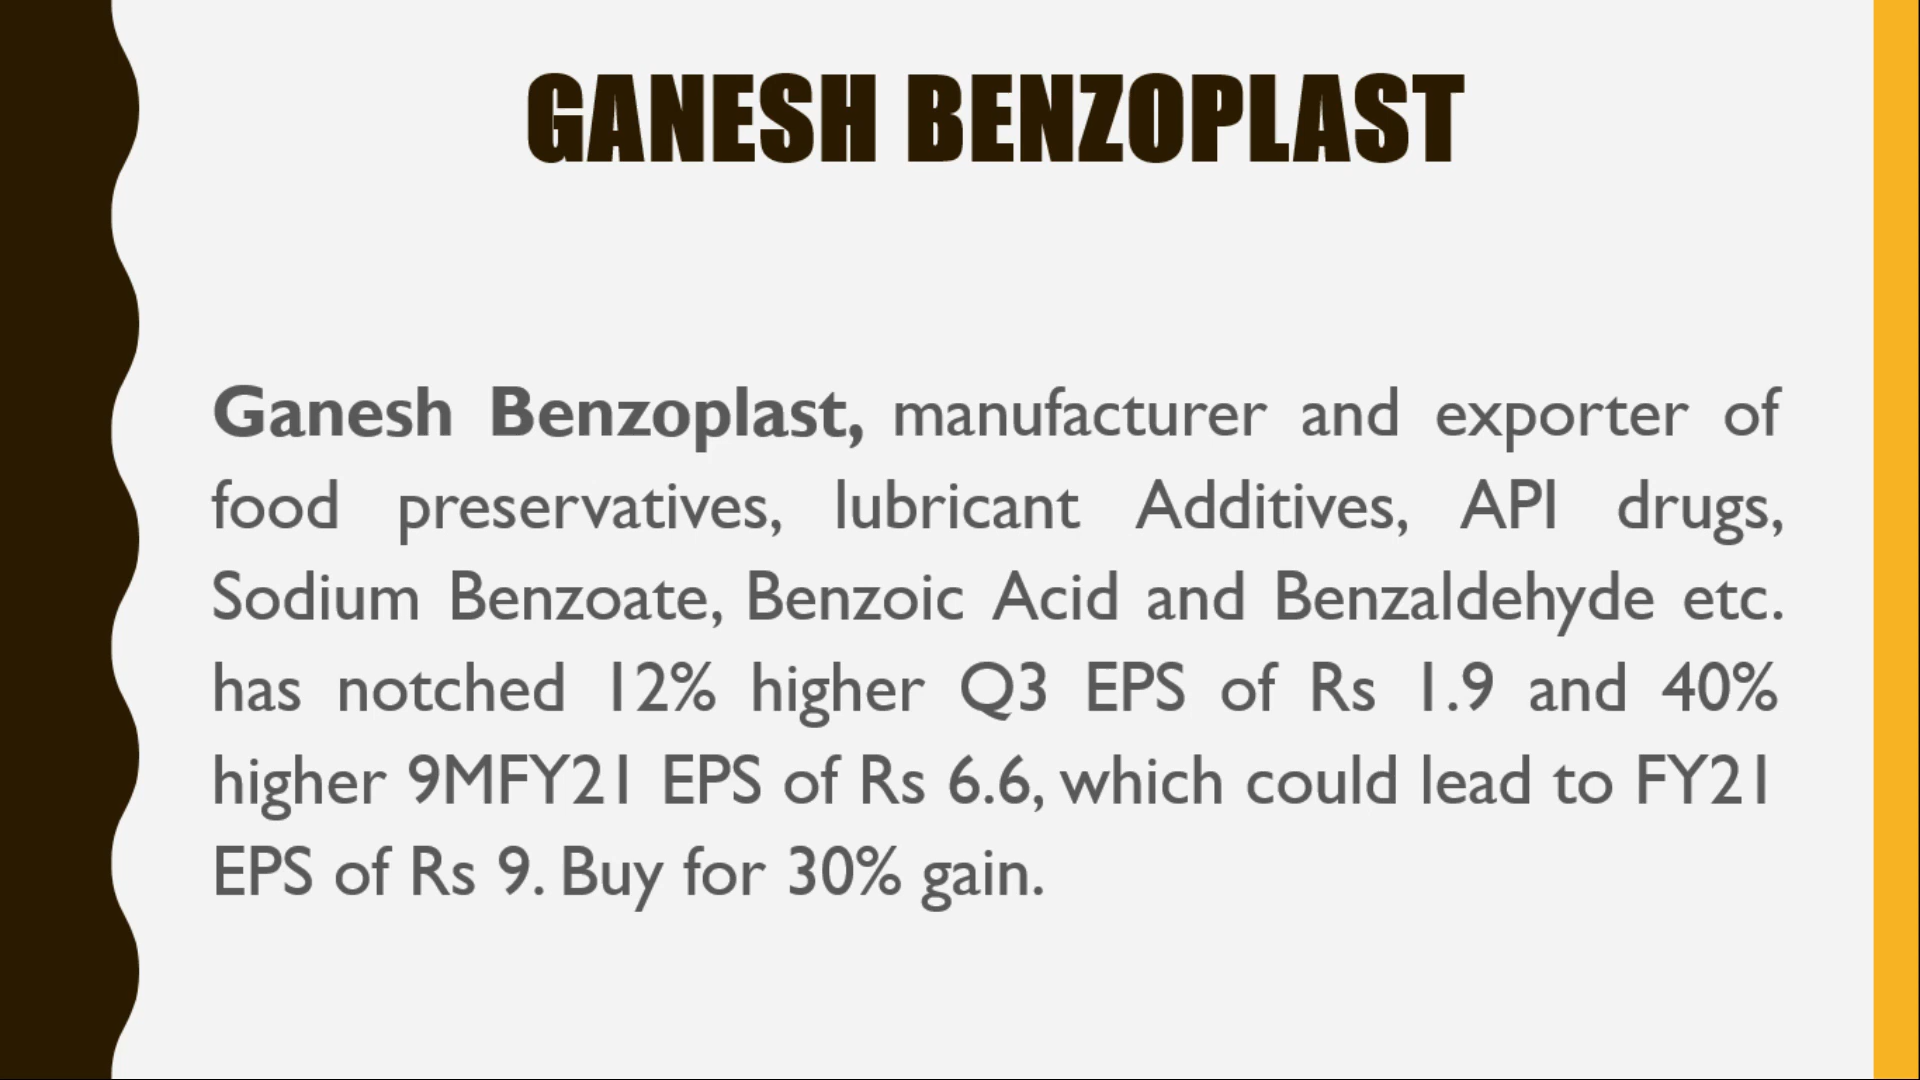 GANESH BENZOPLAST
Ganesh Benzoplast, manufacturer and exporter of
food preservatives, lubricant Additives, API drugs,
Sodium Benzoate, Benzoic Acid and Benzaldehyde etc.
has notched 12% higher Q3 EPS of Rs 1.9 and 40%
higher 9MFY21 EPS of Rs 6.6, which could lead to FY21
EPS of Rs 9. Buy for 30% gain.